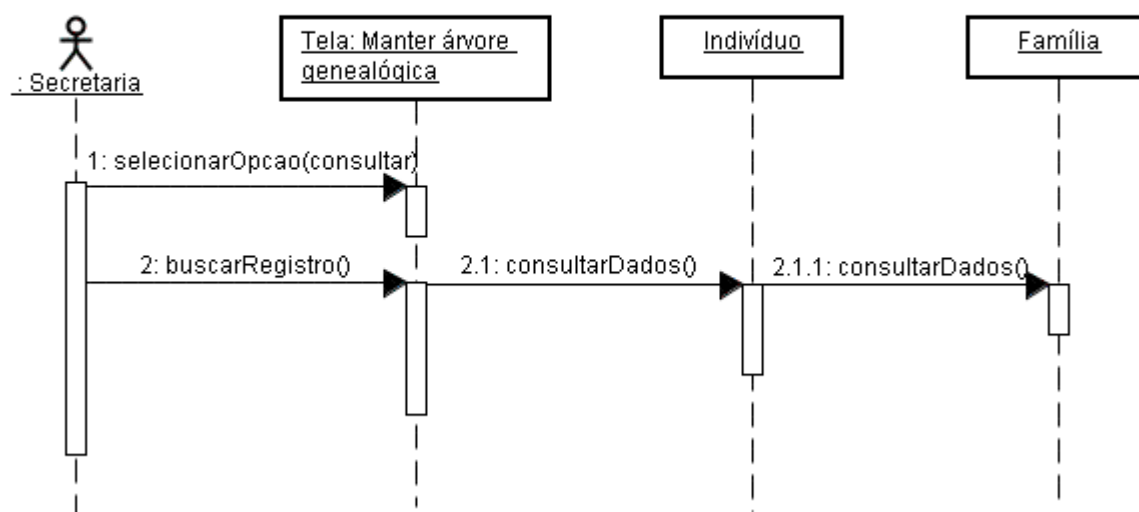 : Secretaria
Tela: Manter árvore
genealógica
Indivíduo
Família
1: selecionarOpcao(consultar)
2: buscarRegistro()
2.1: consultarDados()
2.1.1: consultarDados()